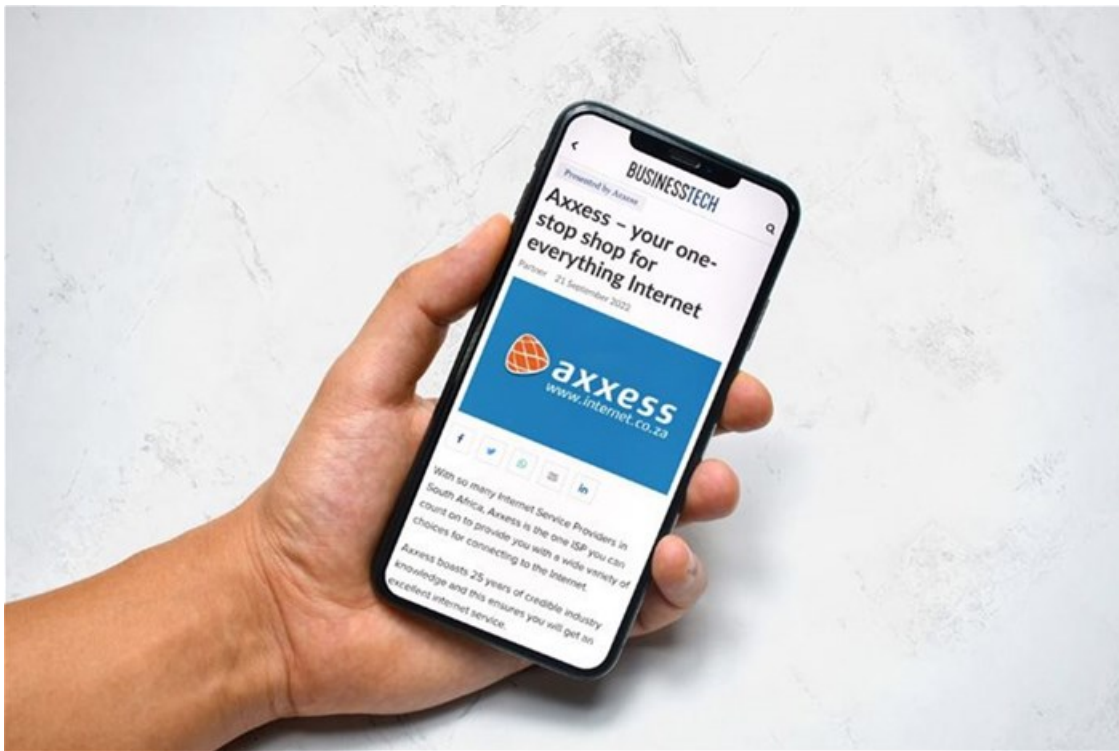 BUSINESSTECH
Presented by Axxess
Axxess – your one-
stop shop for
everything Internet
Partner 21 September 2022
axxess
www.internet.co.za
With so many Internet Service Providers in
South Africa, Axxess is the one ISP you can
count on to provide you with a wide variety of
choices for connecting to the Internet.
Axxess boasts 25 years of credible industry
knowledge and this ensures you will get an
excellent internet service.